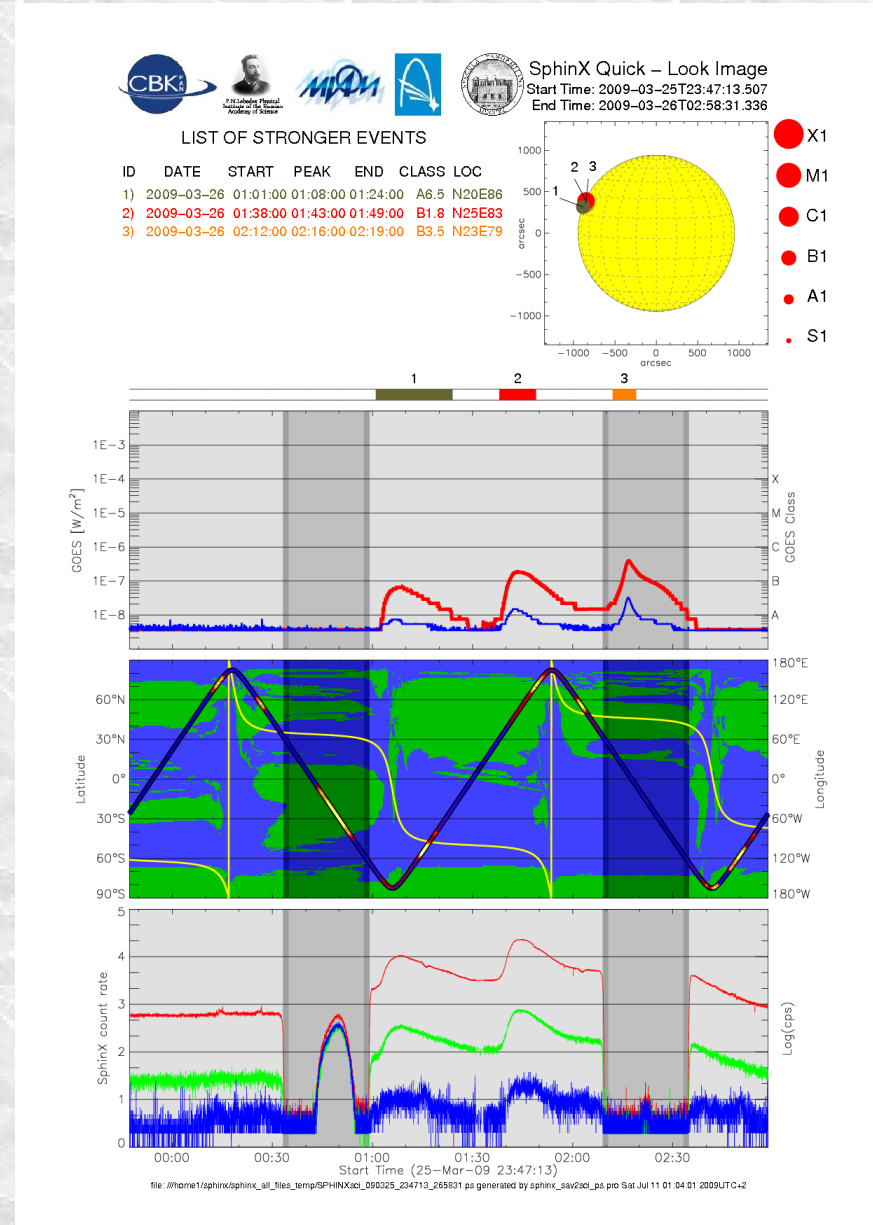 CBK PAN
P.N.Lebedev Physical
Institute of the Russian
Academy of Science
SphinX Quick – Look Image
Start Time: 2009–03–25T23:47:13.507
End Time: 2009–03–26T02:58:31.336
LIST OF STRONGER EVENTS
ID DATE START PEAK END CLASS LOC
1) 2009–03–26 01:01:00 01:08:00 01:24:00 A6.5 N20E86
2) 2009–03–26 01:38:00 01:43:00 01:49:00 B1.8 N25E83
3) 2009–03–26 02:12:00 02:16:00 02:19:00 B3.5 N23E79
1000
500
0
−500
−1000
arcsec
1 2 3
−1000 −500 0 500 1000
arcsec
X1
M1
C1
B1
A1
S1
1 2 3
GOES [W/m²]
1E−3
1E−4
1E−5
1E−6
1E−7
1E−8
X
M
C
B
A
GOES Class
Latitude
60°N
30°N
0°
30°S
60°S
90°S
180°E
120°E
60°E
0°
60°W
120°W
180°W
Longitude
SphinX count rate
5
4
3
2
1
0
Log(cps)
00:00 00:30 01:00 01:30 02:00 02:30
Start Time (25−Mar−09 23:47:13)
file: ///home1/sphinx/sphinx_all_files_temp/SPHINXsci_090325_234713_265831.ps generated by sphinx_sav2sci_ps.pro Sat Jul 11 01:04:01 2009UTC+2